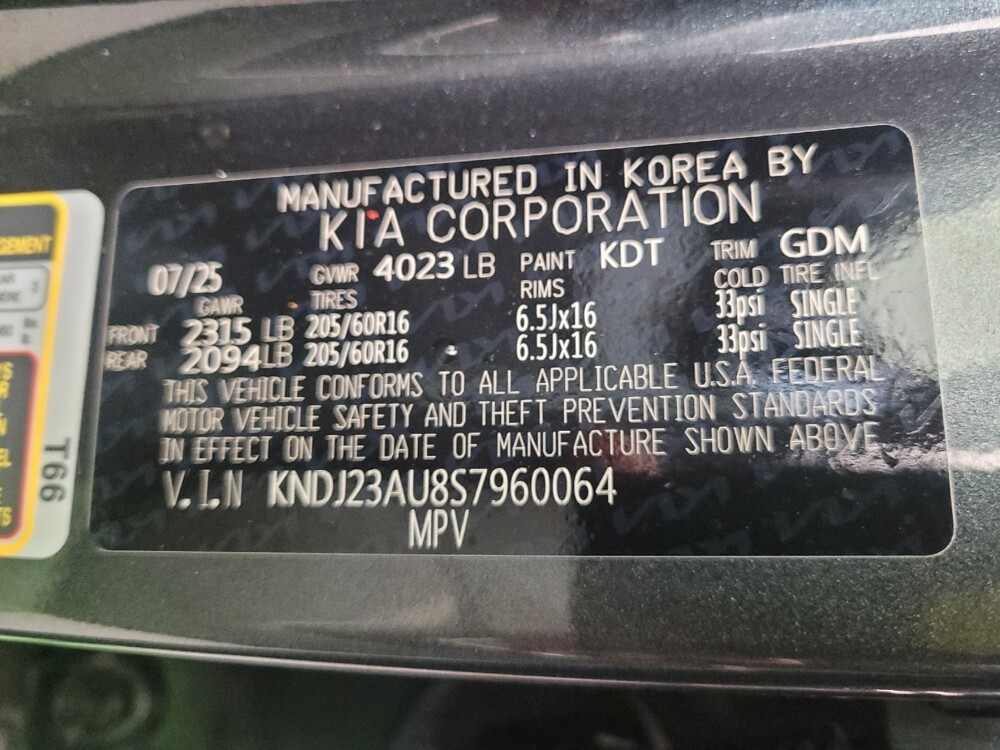 MANUFACTURED IN KOREA BY
KIA CORPORATION
07/25 GVWR 4023 LB PAINT KDT TRIM GDM
GAWR TIRES RIMS COLD TIRE INFL
FRONT 2315 LB 205/60R16 6.5Jx16 33psi SINGLE
REAR 2094LB 205/60R16 6.5Jx16 33psi SINGLE
THIS VEHICLE CONFORMS TO ALL APPLICABLE U.S.A. FEDERAL
MOTOR VEHICLE SAFETY AND THEFT PREVENTION STANDARDS
IN EFFECT ON THE DATE OF MANUFACTURE SHOWN ABOVE.
V.I.N KNDJ23AU8S7960064
MPV